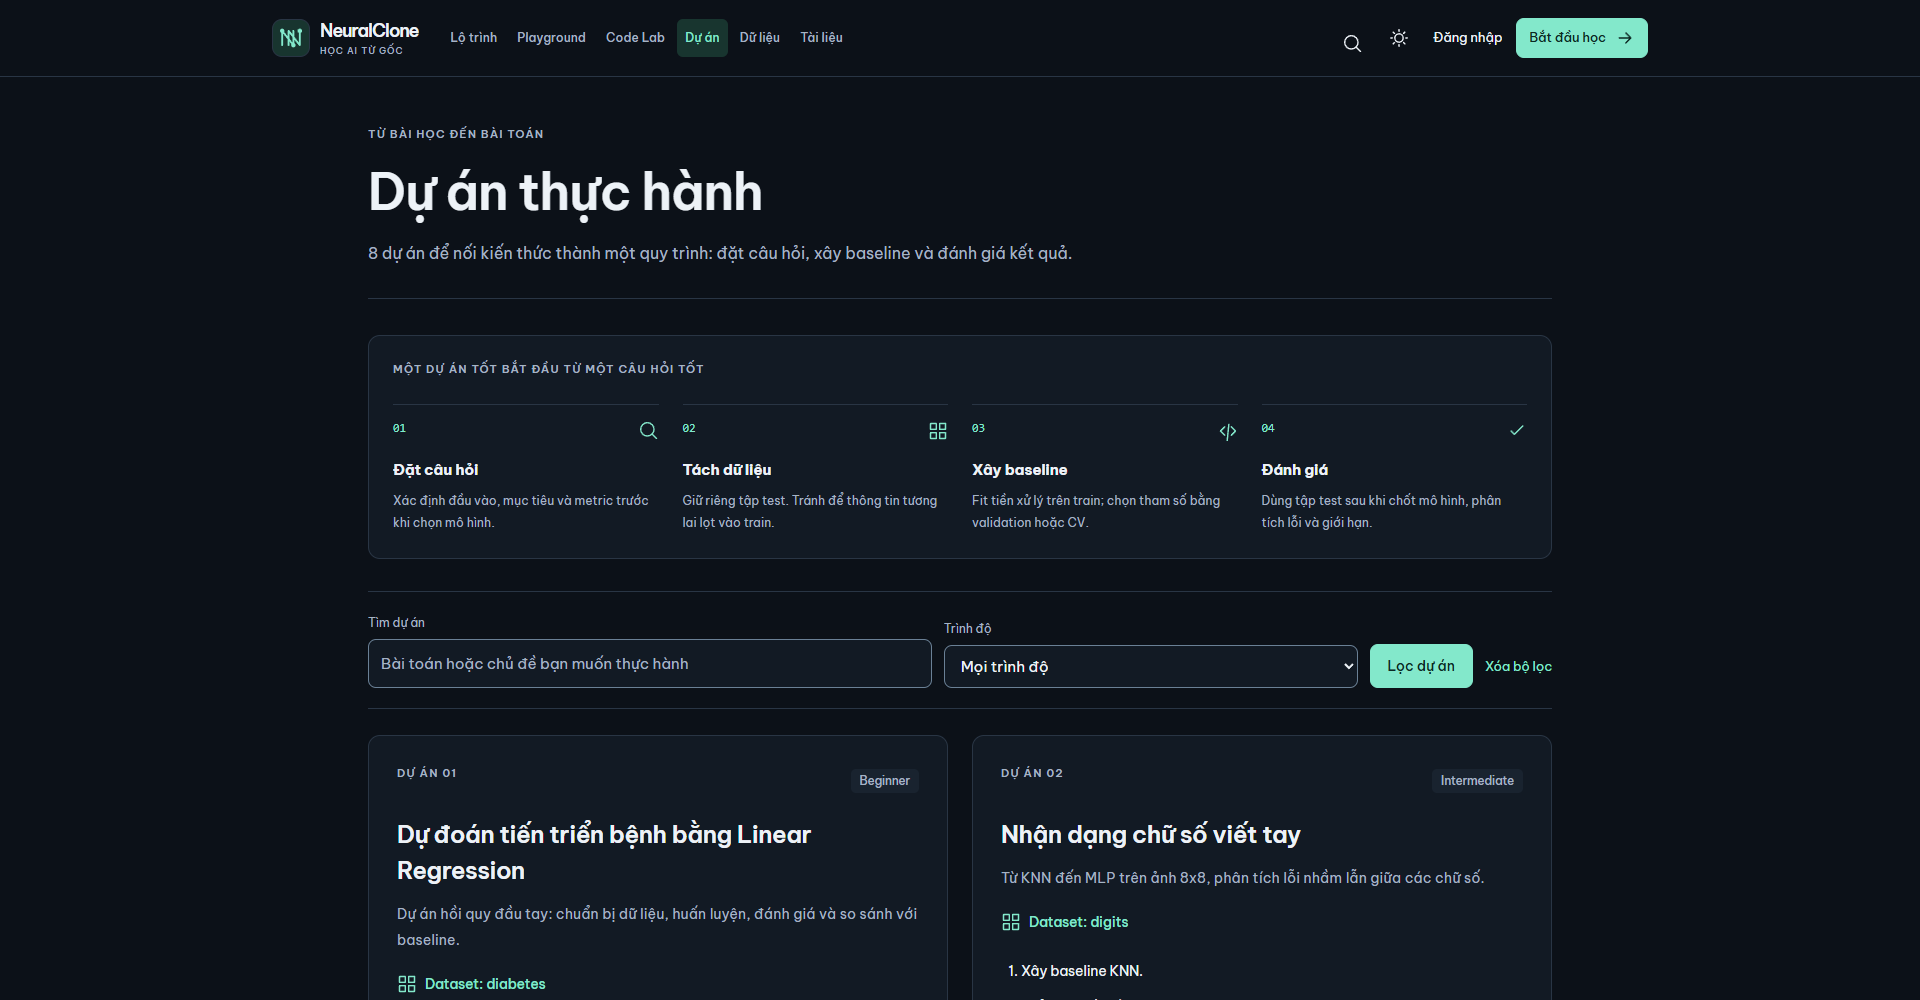 NeuralClone
HỌC AI TỪ GỐC
Lộ trình
Playground
Code Lab
Dự án
Dữ liệu
Tài liệu
Đăng nhập
Bắt đầu học
TỪ BÀI HỌC ĐẾN BÀI TOÁN
Dự án thực hành
8 dự án để nối kiến thức thành một quy trình: đặt câu hỏi, xây baseline và đánh giá kết quả.
MỘT DỰ ÁN TỐT BẮT ĐẦU TỪ MỘT CÂU HỎI TỐT
01
Đặt câu hỏi
Xác định đầu vào, mục tiêu và metric trước
khi chọn mô hình.
02
Tách dữ liệu
Giữ riêng tập test. Tránh để thông tin tương
lai lọt vào train.
03
Xây baseline
Fit tiền xử lý trên train; chọn tham số bằng
validation hoặc CV.
04
Đánh giá
Dùng tập test sau khi chốt mô hình, phân
tích lỗi và giới hạn.
Tìm dự án
Bài toán hoặc chủ đề bạn muốn thực hành
Trình độ
Mọi trình độ
Lọc dự án
Xóa bộ lọc
DỰ ÁN 01
Beginner
Dự đoán tiến triển bệnh bằng Linear
Regression
Dự án hồi quy đầu tay: chuẩn bị dữ liệu, huấn luyện, đánh giá và so sánh với
baseline.
Dataset: diabetes
DỰ ÁN 02
Intermediate
Nhận dạng chữ số viết tay
Từ KNN đến MLP trên ảnh 8x8, phân tích lỗi nhầm lẫn giữa các chữ số.
Dataset: digits
1. Xây baseline KNN.